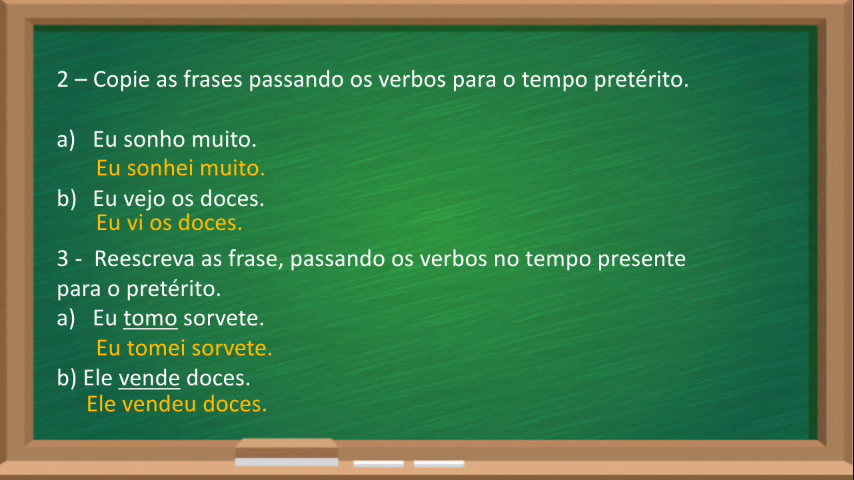 2 – Copie as frases passando os verbos para o tempo pretérito.
a) Eu sonho muito.
Eu sonhei muito.
b) Eu vejo os doces.
Eu vi os doces.
3 - Reescreva as frase, passando os verbos no tempo presente
para o pretérito.
a) Eu tomo sorvete.
Eu tomei sorvete.
b) Ele vende doces.
Ele vendeu doces.